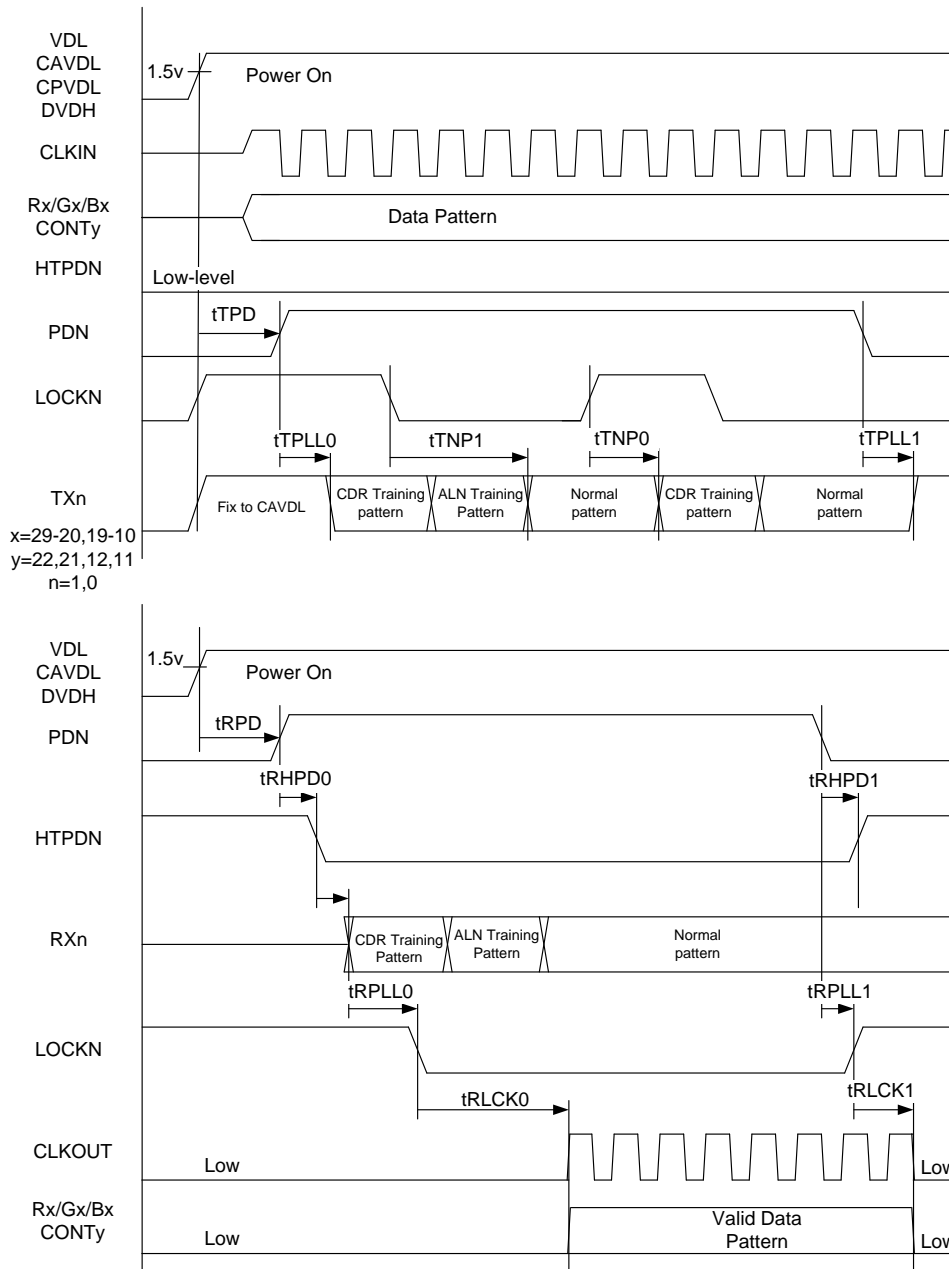 VDL
CAVDL
CPVDL
DVDH
1.5v
Power On
CLKIN
Rx/Gx/Bx
CONTy
Data Pattern
HTPDN
Low-level
tTPD
PDN
LOCKN
tTPLL0
tTNP1
tTNP0
tTPLL1
TXn
x=29-20,19-10
y=22,21,12,11
n=1,0
Fix to CAVDL
CDR Training
pattern
ALN Training
Pattern
Normal
pattern
CDR Training
pattern
Normal
pattern
VDL
CAVDL
DVDH
1.5v
Power On
tRPD
PDN
tRHPD0
tRHPD1
HTPDN
RXn
CDR Training
Pattern
ALN Training
Pattern
Normal
pattern
tRPLL0
tRPLL1
LOCKN
tRLCK0
tRLCK1
CLKOUT
Low
Low
Rx/Gx/Bx
CONTy
Low
Valid Data
Pattern
Low